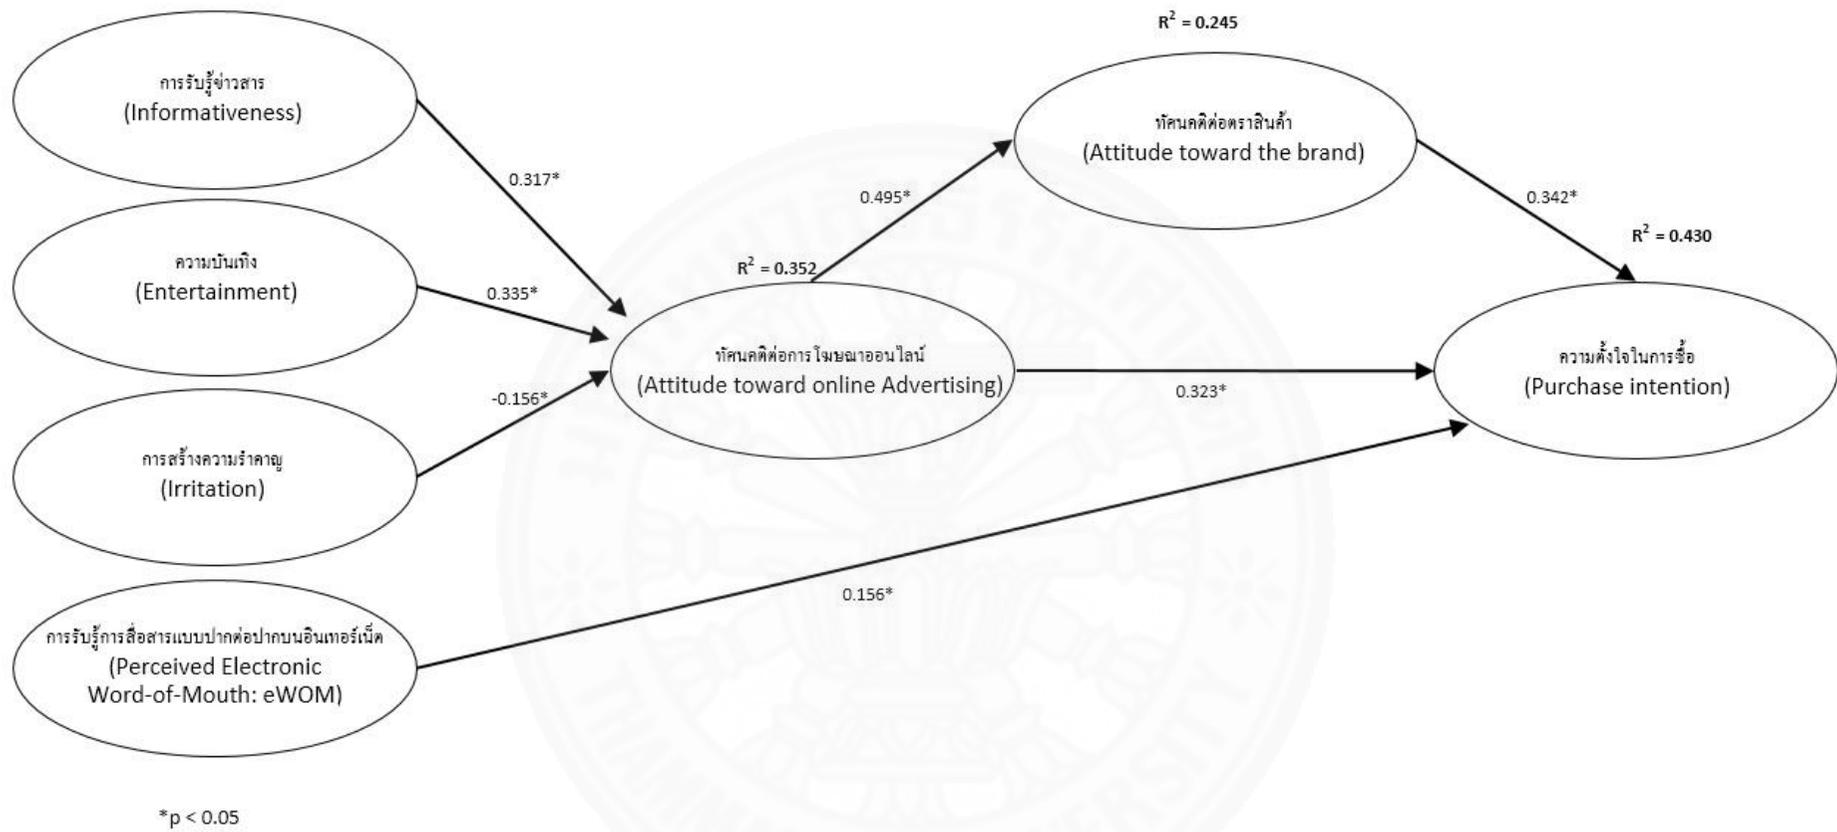 R² = 0.245
การรับรู้ข่าวสาร
(Informativeness)
ทัศนคติต่อตราสินค้า
(Attitude toward the brand)
0.317*
0.495*
0.342*
R² = 0.430
ความบันเทิง
(Entertainment)
R² = 0.352
0.335*
ทัศนคติต่อการโฆษณาออนไลน์
(Attitude toward online Advertising)
ความตั้งใจในการซื้อ
(Purchase intention)
-0.156*
0.323*
การสร้างความรำคาญ
(Irritation)
0.156*
การรับรู้การสื่อสารแบบปากต่อปากบนอินเทอร์เน็ต
(Perceived Electronic
Word-of-Mouth: eWOM)
*p < 0.05